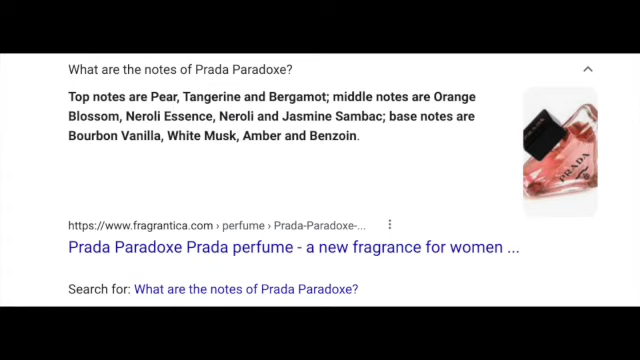 What are the notes of Prada Paradoxe?
Top notes are Pear, Tangerine and Bergamot; middle notes are Orange
Blossom, Neroli Essence, Neroli and Jasmine Sambac; base notes are
Bourbon Vanilla, White Musk, Amber and Benzoin.
PRADA
https://www.fragrantica.com › perfume › Prada-Paradoxe-...
Prada Paradoxe Prada perfume - a new fragrance for women ...
Search for: What are the notes of Prada Paradoxe?